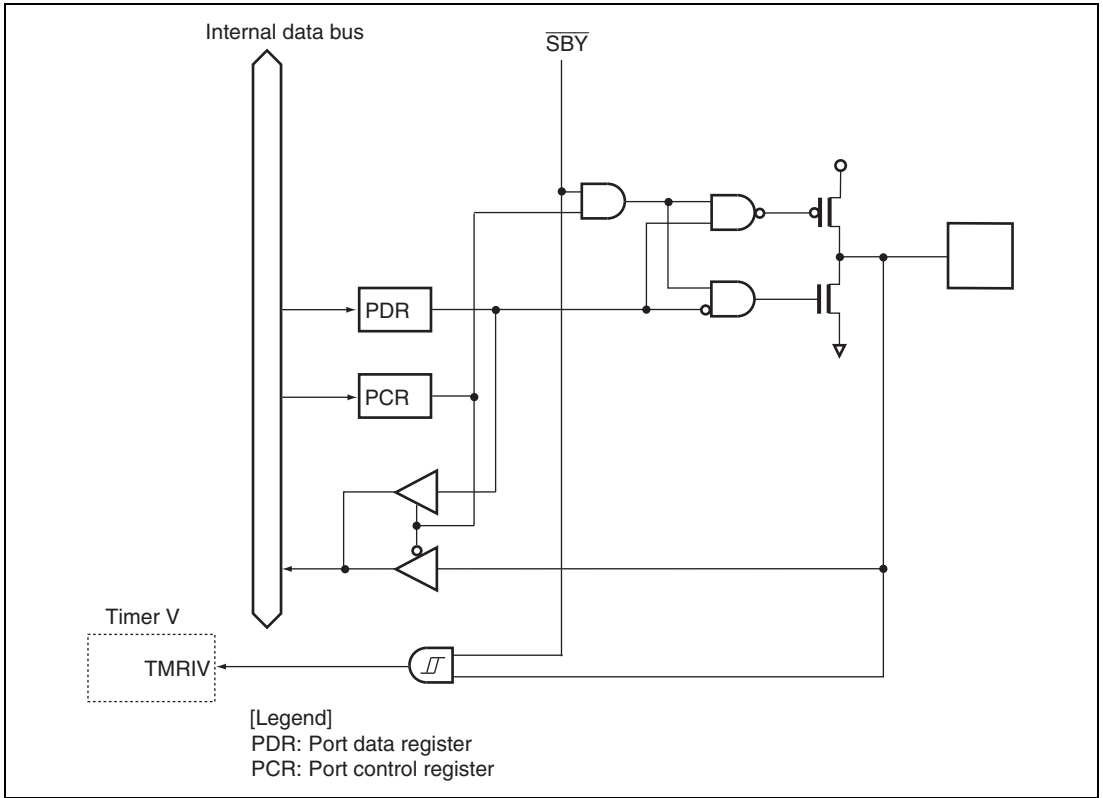 Internal data bus
SBY
PDR
PCR
Timer V
TMRIV
[Legend]
PDR: Port data register
PCR: Port control register